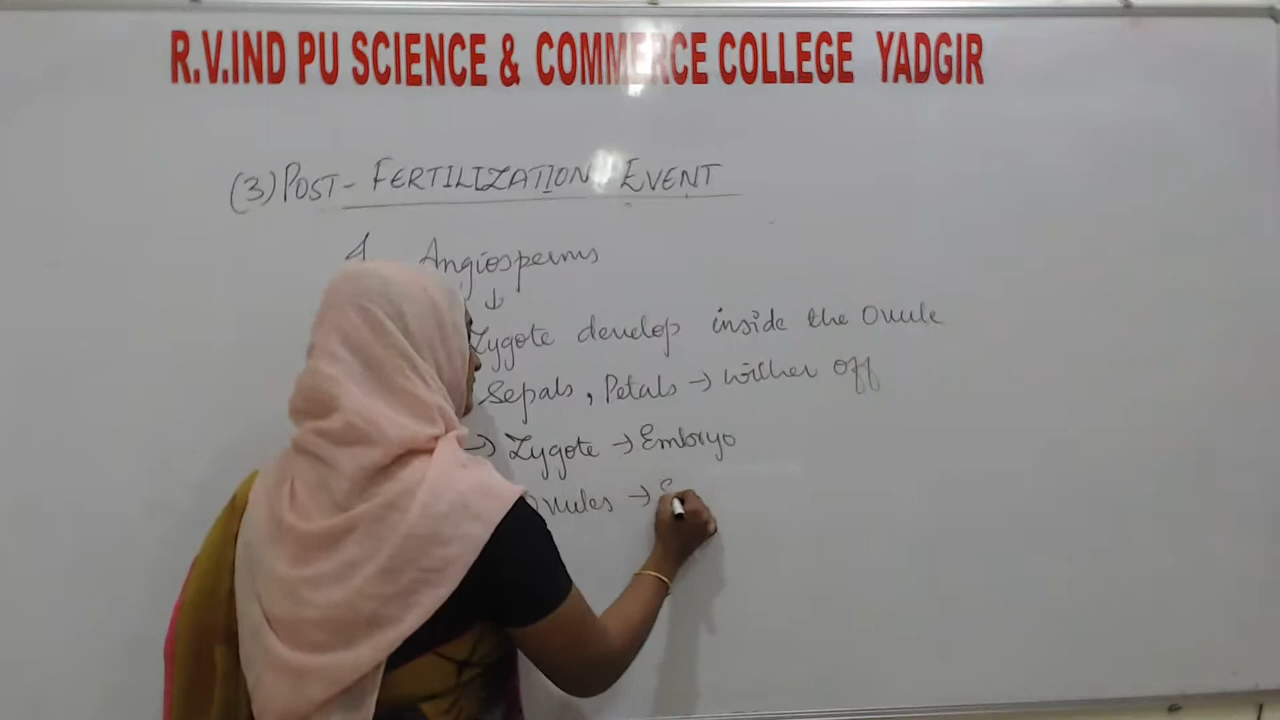 R.V.IND PU SCIENCE & COMMERCE COLLEGE YADGIR
(3) POST-FERTILIZATION EVENT
Angiosperms
↓
Zygote develop inside the Ovule
Sepals, Petals → wither off
→ Zygote → Embryo
Ovules →